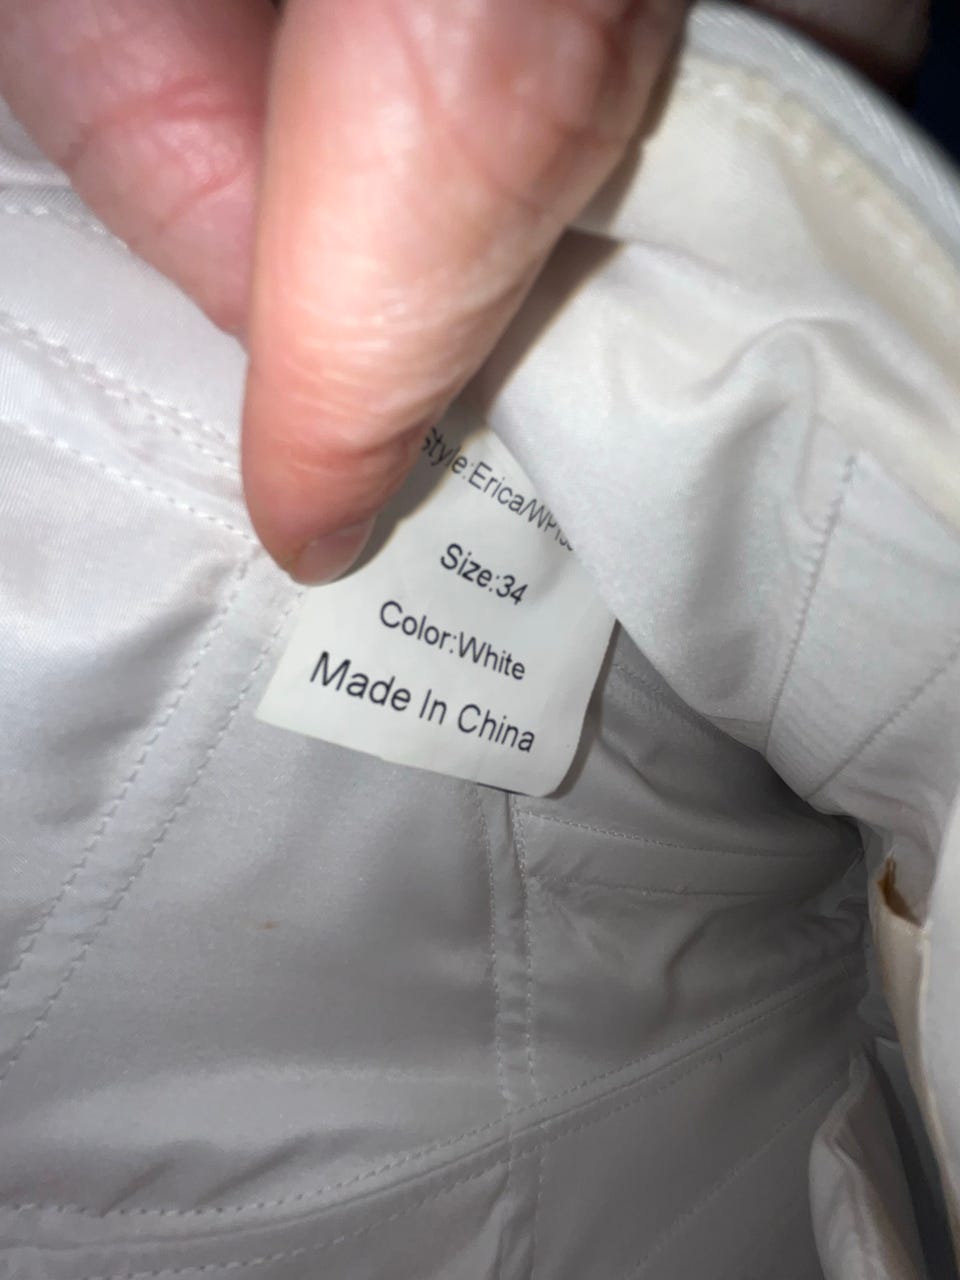 Style:Erica/WP
Size:34
Color:White
Made In China